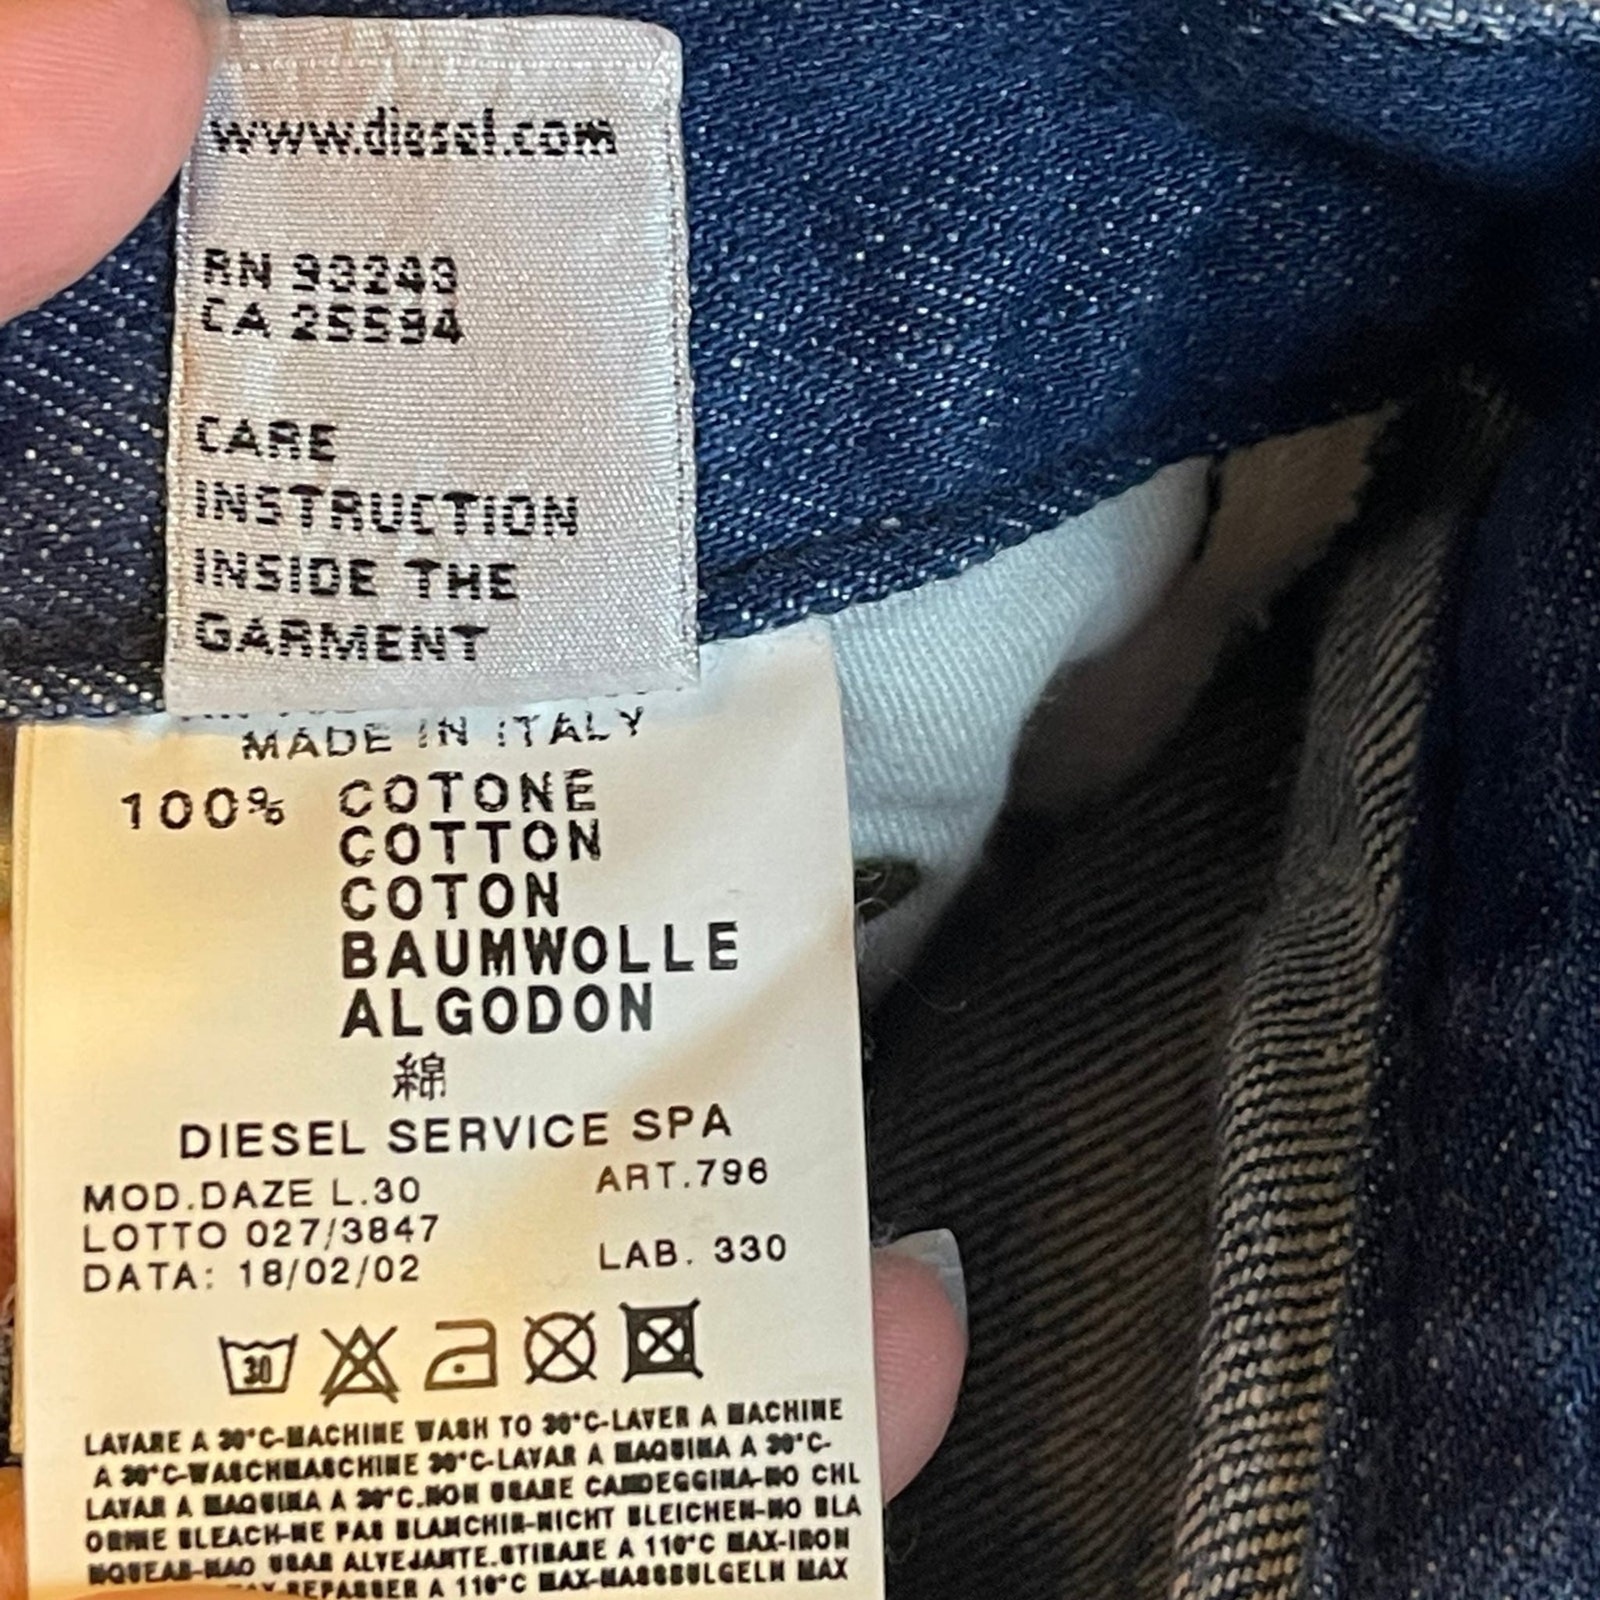 www.diesel.com
RN 93243
CA 25594
CARE
INSTRUCTION
INSIDE THE
GARMENT
MADE IN ITALY
100% COTONE
COTTON
COTON
BAUMWOLLE
ALGODON
綿
DIESEL SERVICE SPA
MOD.DAZE L.30 ART.796
LOTTO 027/3847
DATA: 18/02/02 LAB. 330
30
LAVARE A 30°C-MACHINE WASH TO 30°C-LAVER A MACHINE
A 30°C-WASCHMASCHINE 30°C-LAVAR A MAQUINA A 30°C-
LAVAR A MAQUINA A 30°C.NON USARE CANDEGGINA-NO CHL
ORINE BLEACH-NE PAS BLANCHIR-NICHT BLEICHEN-NO BLA
NQUEAR-NAO USAR ALVEJANTE.STIRARE A 110°C MAX-IRON
REPASSER A 110°C MAX-MASSBÜLGELN MAX